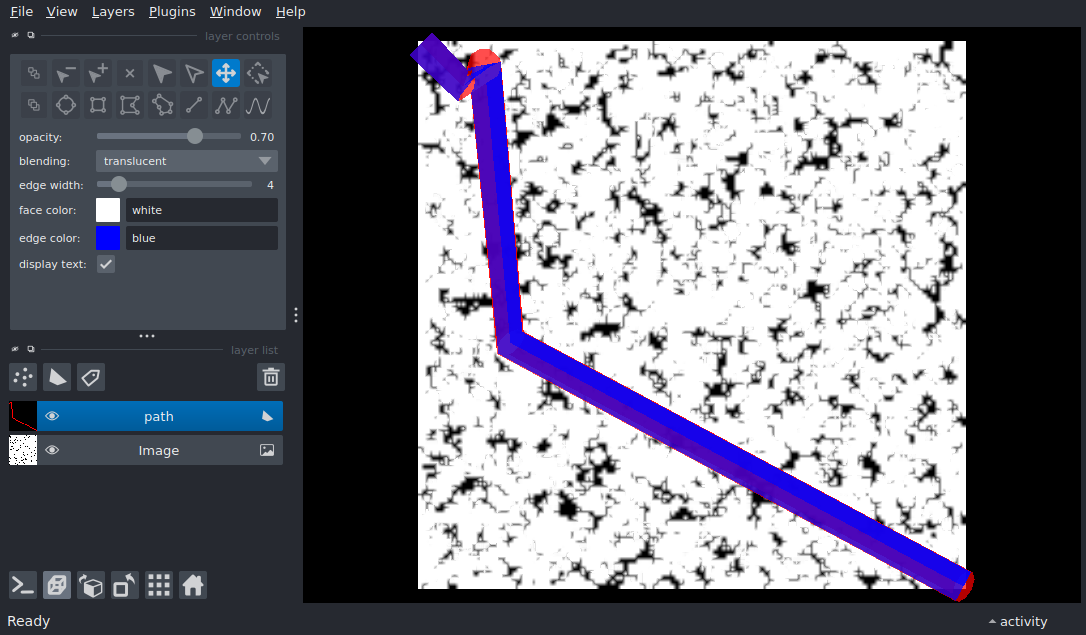 File View Layers Plugins Window Help
layer controls
opacity: 0.70
blending: translucent
edge width: 4
face color: white
edge color: blue
display text:
layer list
path
Image
Ready
activity